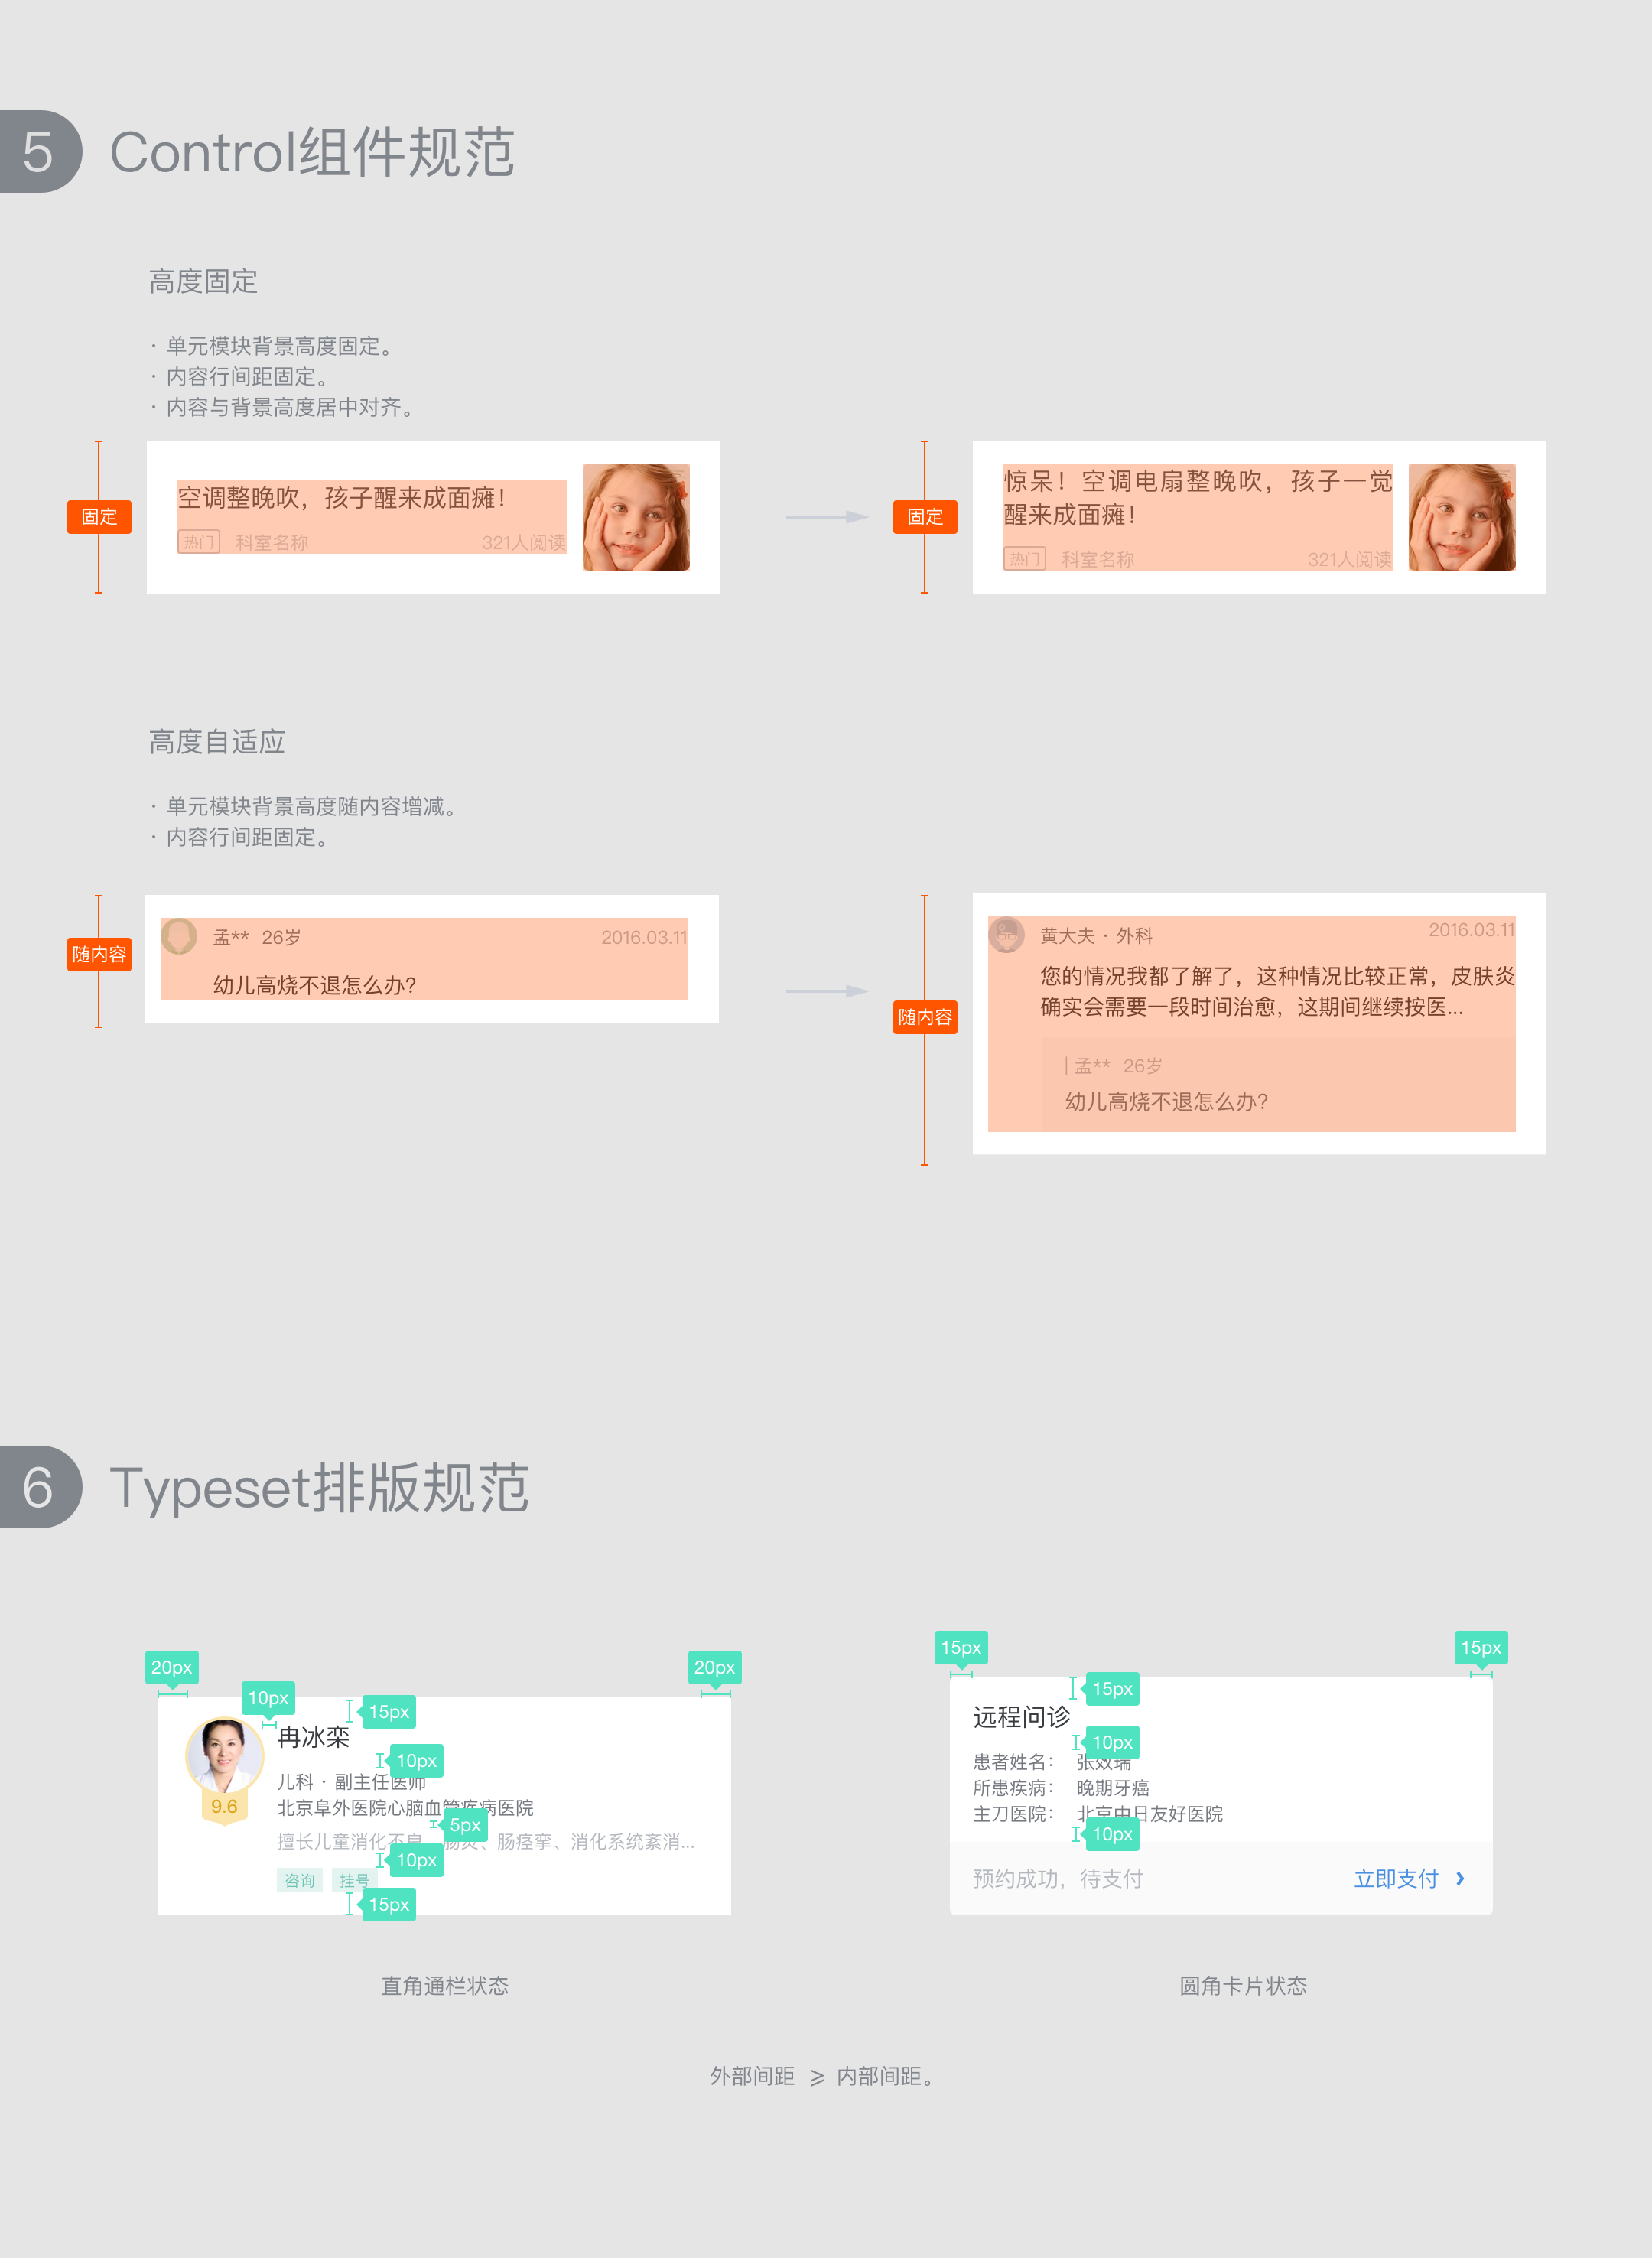 5
Control组件规范
高度固定
· 单元模块背景高度固定。
· 内容行间距固定。
· 内容与背景高度居中对齐。
固定
空调整晚吹，孩子醒来成面瘫！
热门 科室名称 321人阅读
固定
惊呆！空调电扇整晚吹，孩子一觉
醒来成面瘫！
热门 科室名称 321人阅读
高度自适应
· 单元模块背景高度随内容增减。
· 内容行间距固定。
随内容
孟** 26岁 2016.03.11
幼儿高烧不退怎么办？
随内容
黄大夫 · 外科 2016.03.11
您的情况我都了解了，这种情况比较正常，皮肤炎
确实会需要一段时间治愈，这期间继续按医...
| 孟** 26岁
幼儿高烧不退怎么办？
6
Typeset排版规范
20px 20px
10px
15px
冉冰栾
10px
儿科 · 副主任医师
北京阜外医院心脑血管疾病医院
5px
擅长儿童消化不良、肠炎、肠痉挛、消化系统紊消...
10px
咨询 挂号
15px
直角通栏状态
15px 15px
15px
远程问诊
10px
患者姓名： 张效瑞
所患疾病： 晚期牙癌
主刀医院： 北京中日友好医院
10px
预约成功，待支付 立即支付
圆角卡片状态
外部间距 ⩾ 内部间距。